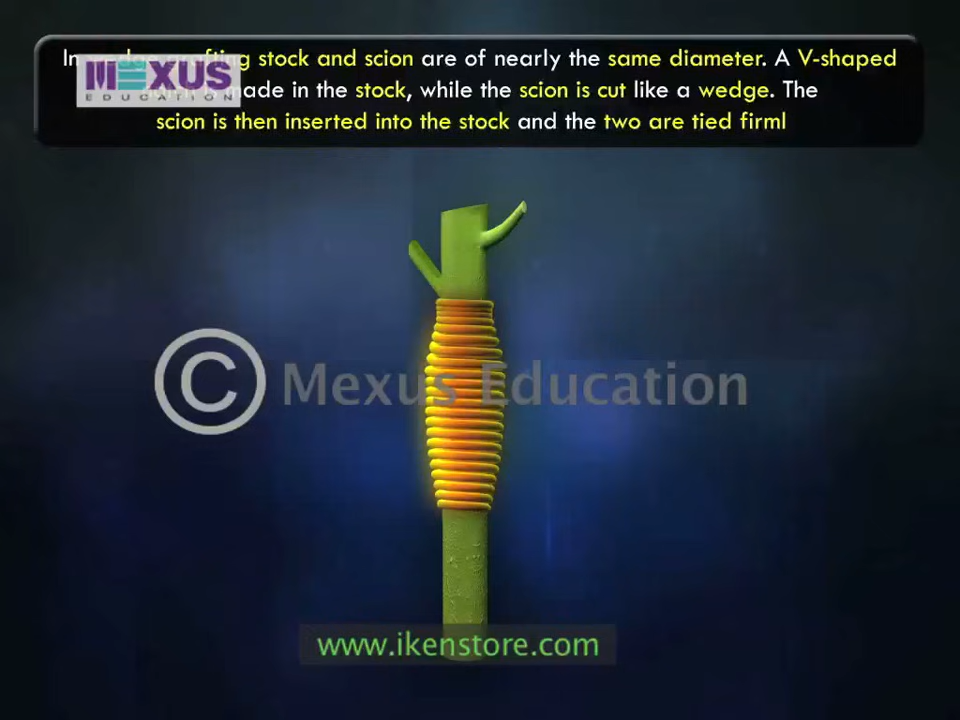 In grafting stock and scion are of nearly the same diameter. A V-shaped
made in the stock, while the scion is cut like a wedge. The
scion is then inserted into the stock and the two are tied firml
MEXUS
EDUCATION
© Mexus Education
www.ikenstore.com